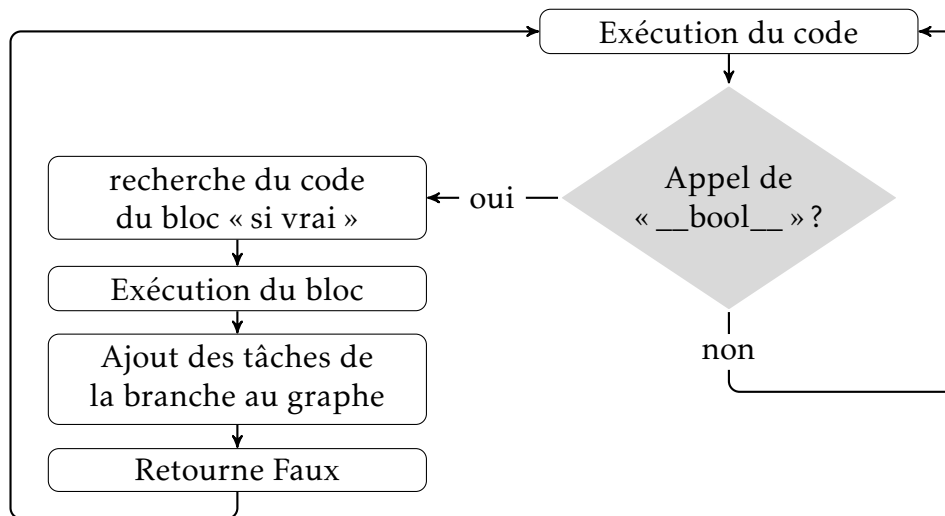 Exécution du code
Appel de
« __bool__ » ?
oui
recherche du code
du bloc « si vrai »
Exécution du bloc
Ajout des tâches de
la branche au graphe
Retourne Faux
non